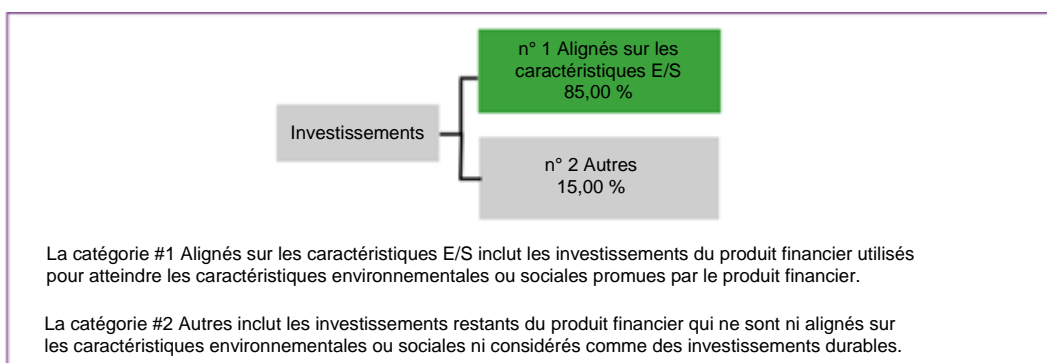 n° 1 Alignés sur les
caractéristiques E/S
85,00 %
Investissements
n° 2 Autres
15,00 %
La catégorie #1 Alignés sur les caractéristiques E/S inclut les investissements du produit financier utilisés
pour atteindre les caractéristiques environnementales ou sociales promues par le produit financier.
La catégorie #2 Autres inclut les investissements restants du produit financier qui ne sont ni alignés sur
les caractéristiques environnementales ou sociales ni considérés comme des investissements durables.